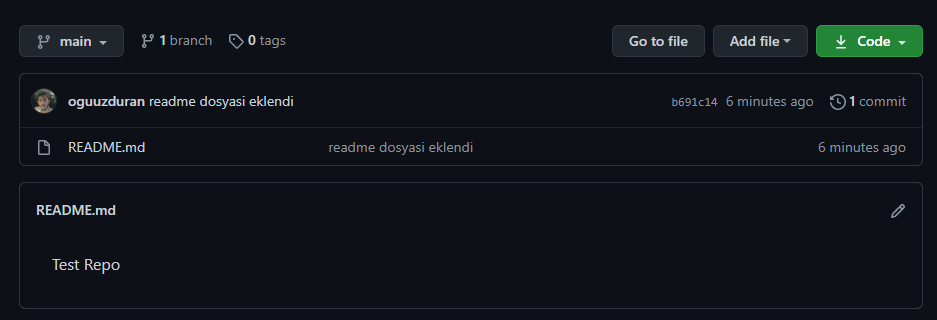 main 1 branch 0 tags Go to file Add file Code
oguuzduran readme dosyasi eklendi b691c14 6 minutes ago 1 commit
README.md readme dosyasi eklendi 6 minutes ago
README.md
Test Repo